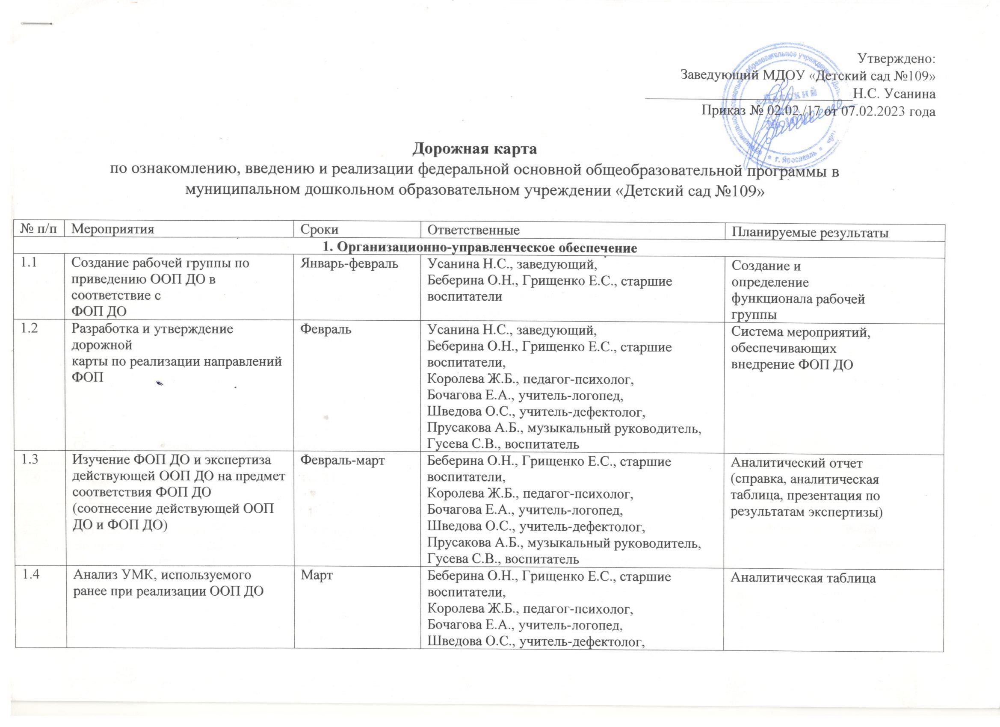 Утверждено:
Заведующий МДОУ «Детский сад №109»
Н.С. Усанина
Приказ № 02.02./17 от 07.02.2023 года
«Детский
г. Ярославль
Дорожная карта
по ознакомлению, введению и реализации федеральной основной общеобразовательной программы в
муниципальном дошкольном образовательном учреждении «Детский сад №109»
№ п/п Мероприятия Сроки Ответственные Планируемые результаты
1. Организационно-управленческое обеспечение
1.1
Создание рабочей группы по
приведению ООП ДО в
соответствие с
ФОП ДО
Январь-февраль
Усанина Н.С., заведующий,
Беберина О.Н., Грищенко Е.С., старшие
воспитатели
Создание и
определение
функционала рабочей
группы
1.2
Разработка и утверждение
дорожной
карты по реализации направлений
ФОП
Февраль
Усанина Н.С., заведующий,
Беберина О.Н., Грищенко Е.С., старшие
воспитатели,
Королева Ж.Б., педагог-психолог,
Бочагова Е.А., учитель-логопед,
Шведова О.С., учитель-дефектолог,
Прусакова А.Б., музыкальный руководитель,
Гусева С.В., воспитатель
Система мероприятий,
обеспечивающих
внедрение ФОП ДО
1.3
Изучение ФОП ДО и экспертиза
действующей ООП ДО на предмет
соответствия ФОП ДО
(соотнесение действующей ООП
ДО и ФОП ДО)
Февраль-март
Беберина О.Н., Грищенко Е.С., старшие
воспитатели,
Королева Ж.Б., педагог-психолог,
Бочагова Е.А., учитель-логопед,
Шведова О.С., учитель-дефектолог,
Прусакова А.Б., музыкальный руководитель,
Гусева С.В., воспитатель
Аналитический отчет
(справка, аналитическая
таблица, презентация по
результатам экспертизы)
1.4
Анализ УМК, используемого
ранее при реализации ООП ДО
Март
Беберина О.Н., Грищенко Е.С., старшие
воспитатели,
Королева Ж.Б., педагог-психолог,
Бочагова Е.А., учитель-логопед,
Шведова О.С., учитель-дефектолог,
Аналитическая таблица